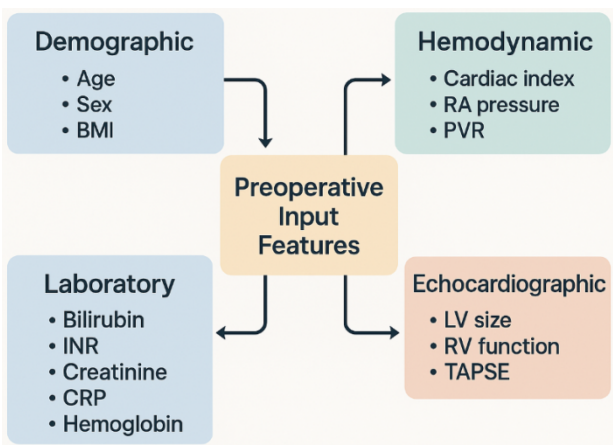 Demographic
• Age
• Sex
• BMI
Hemodynamic
• Cardiac index
• RA pressure
• PVR
Preoperative
Input
Features
Laboratory
• Bilirubin
• INR
• Creatinine
• CRP
• Hemoglobin
Echocardiographic
• LV size
• RV function
• TAPSE